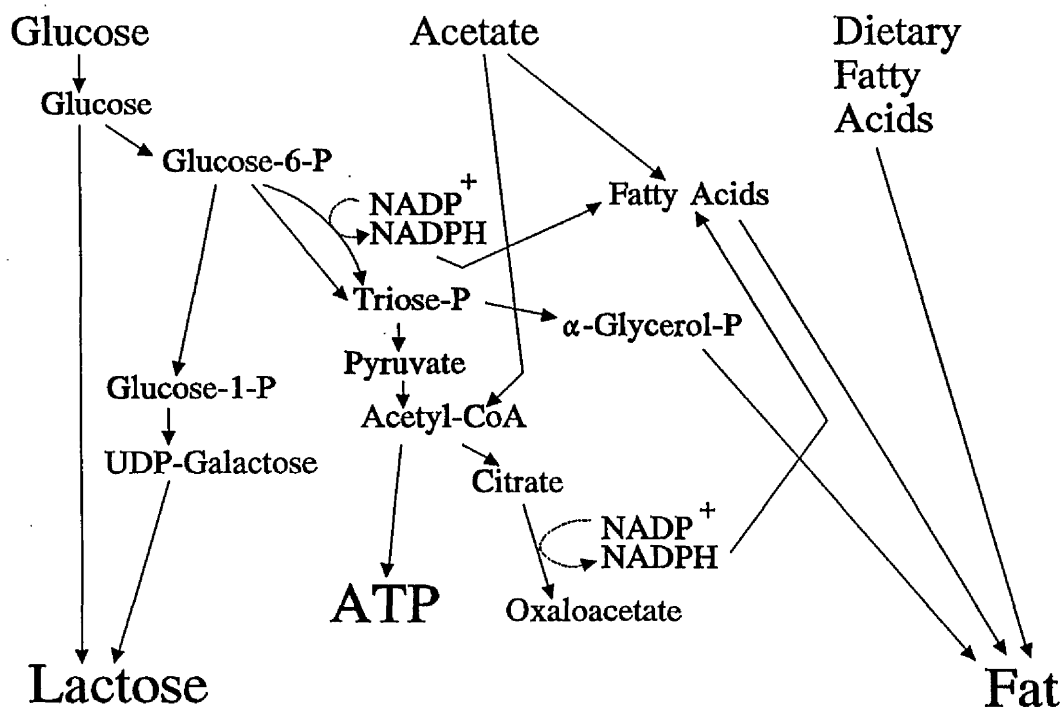 Glucose
Acetate
Dietary
Fatty
Acids
Glucose
Glucose-6-P
NADP+
NADPH
Fatty Acids
Triose-P
α-Glycerol-P
Pyruvate
Glucose-1-P
Acetyl-CoA
UDP-Galactose
Citrate
NADP+
NADPH
ATP
Oxaloacetate
Lactose
Fat